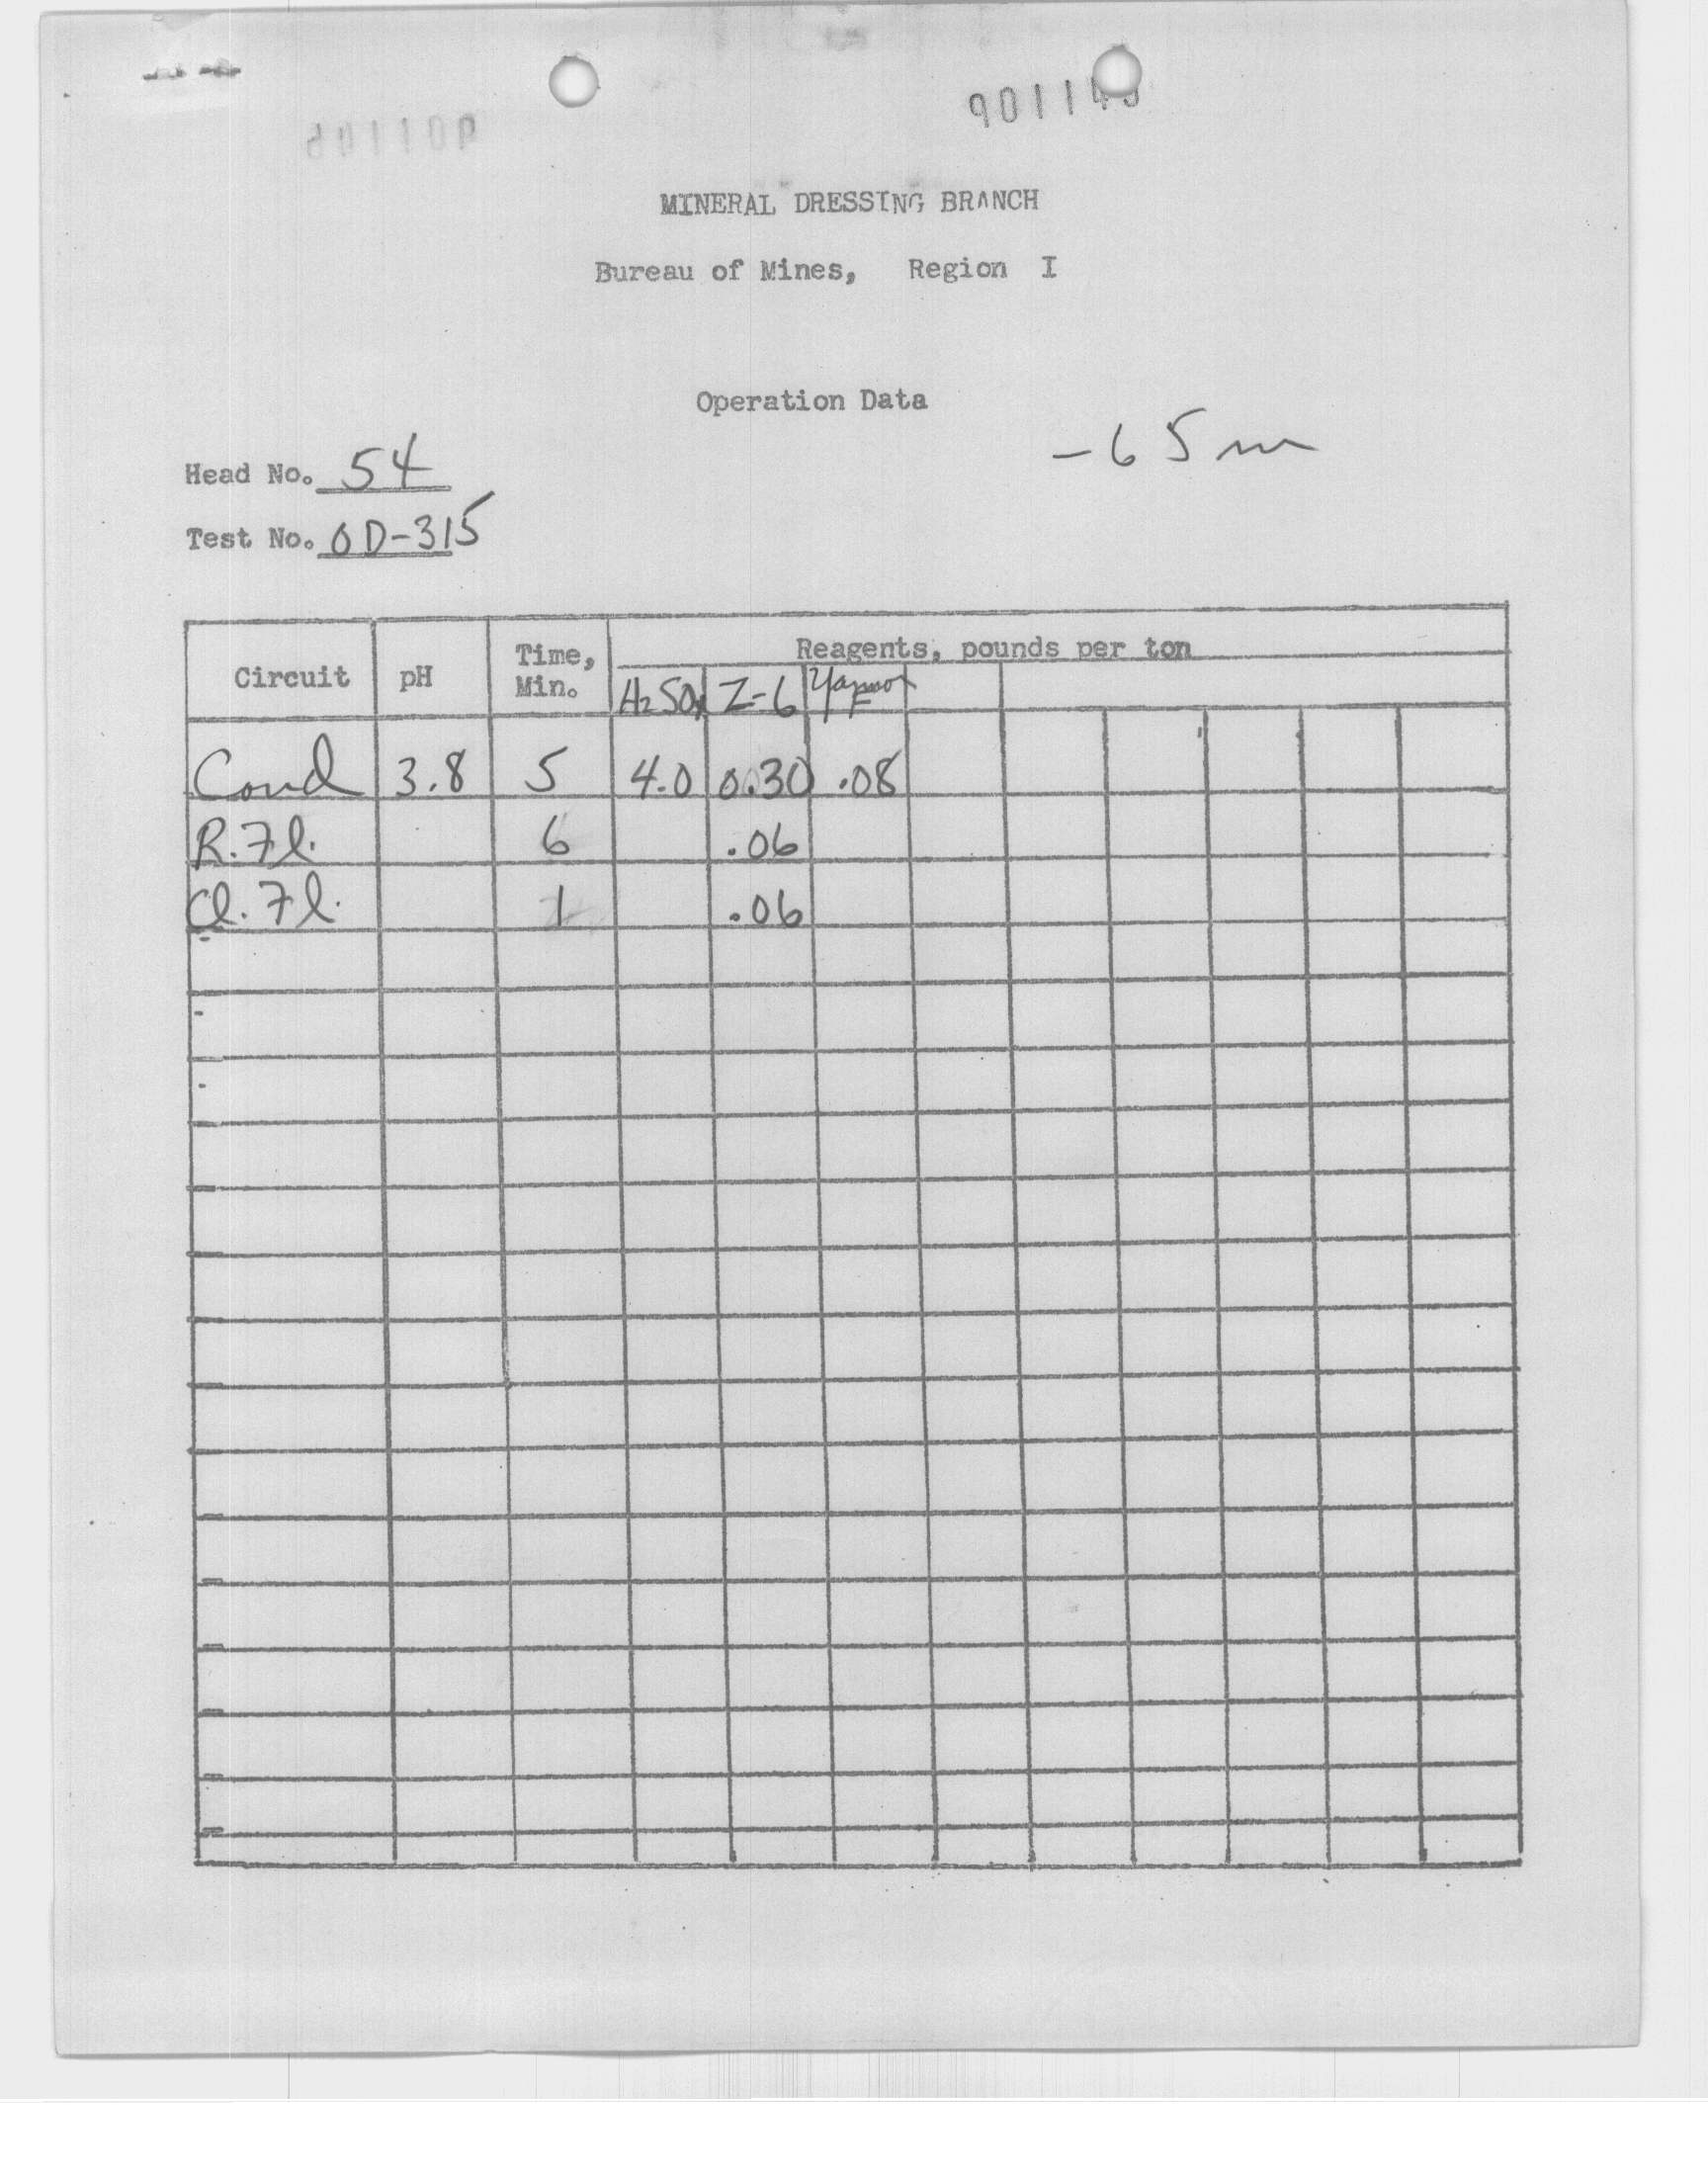 MINERAL DRESSING BRANCH
Bureau of Mines, Region I
Operation Data
-65m
Head No. 54
Test No. OD-315
Circuit pH Time, Min. Reagents, pounds per ton
H2SO4 Z-6 Yarmor F
Cond 3.8 5 4.0 0.30 .08
R.Fl. 6 .06
Cl.Fl. 1 .06